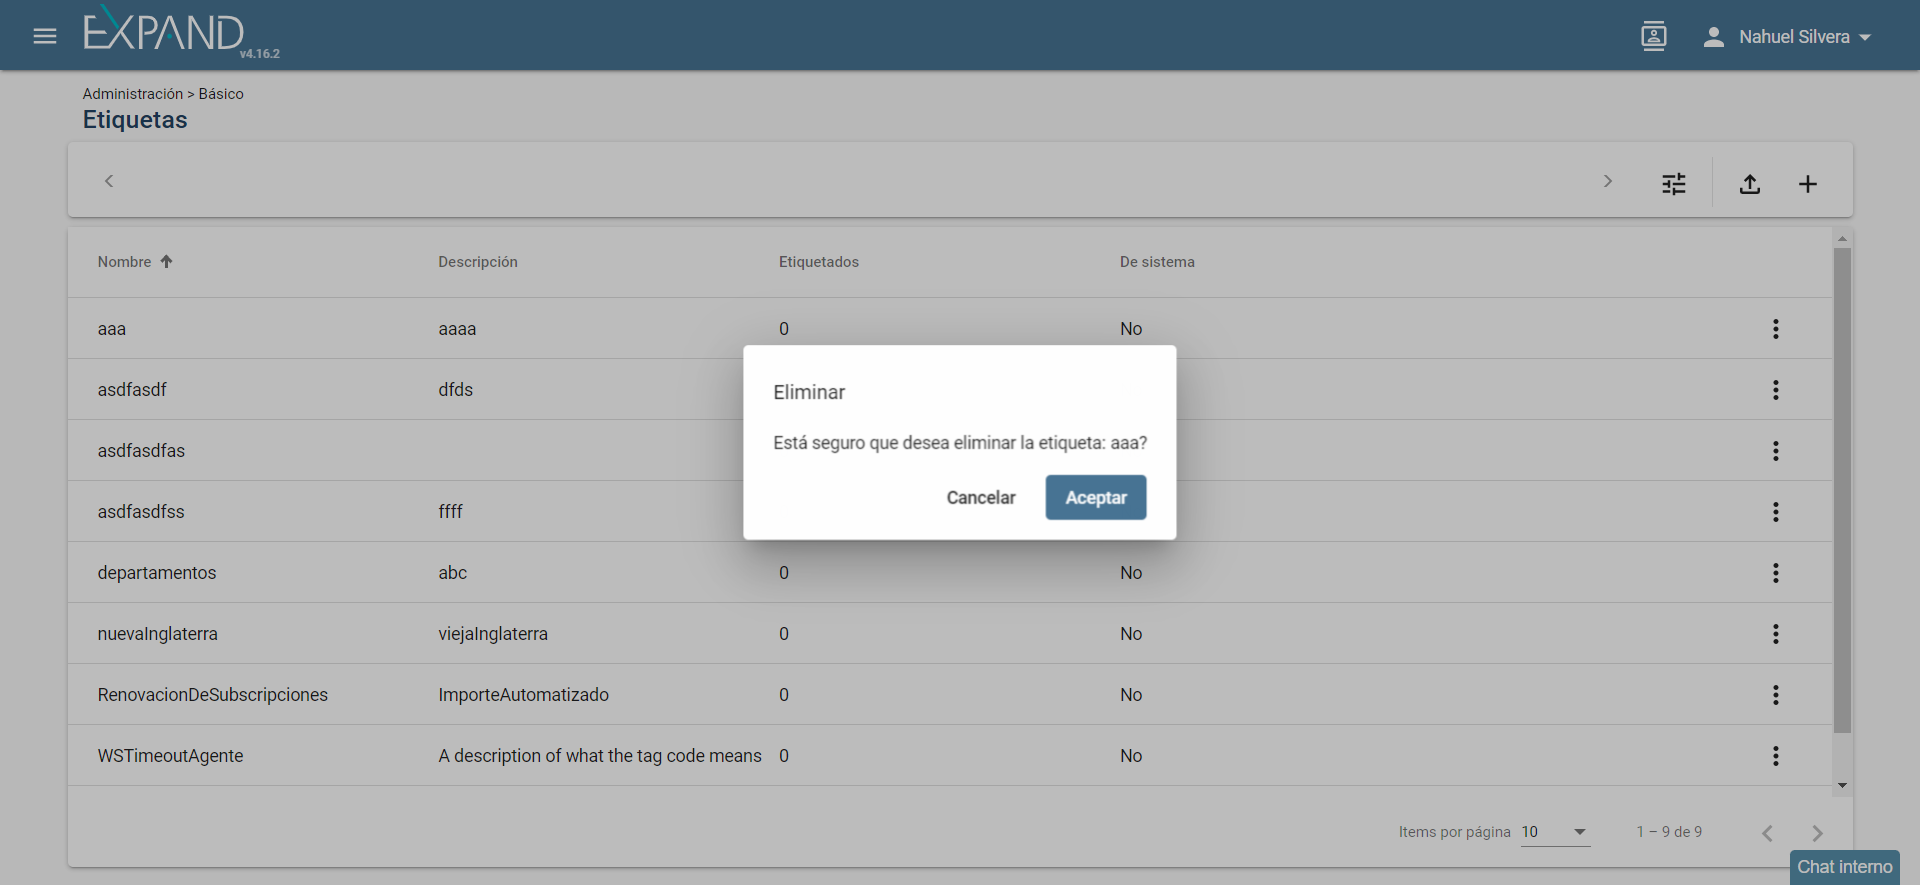 EXPAND
v4.16.2
Nahuel Silvera
Administración > Básico
Etiquetas
Nombre Descripción Etiquetados De sistema
aaa aaaa 0 No
asdfasdf dfds
asdfasdfas
asdfasdfss ffff
Eliminar
Está seguro que desea eliminar la etiqueta: aaa?
Cancelar Aceptar
departamentos abc 0 No
nuevaInglaterra viejaInglaterra 0 No
RenovacionDeSubscripciones ImporteAutomatizado 0 No
WSTimeoutAgente A description of what the tag code means 0 No
Items por página 10 1 – 9 de 9
Chat interno